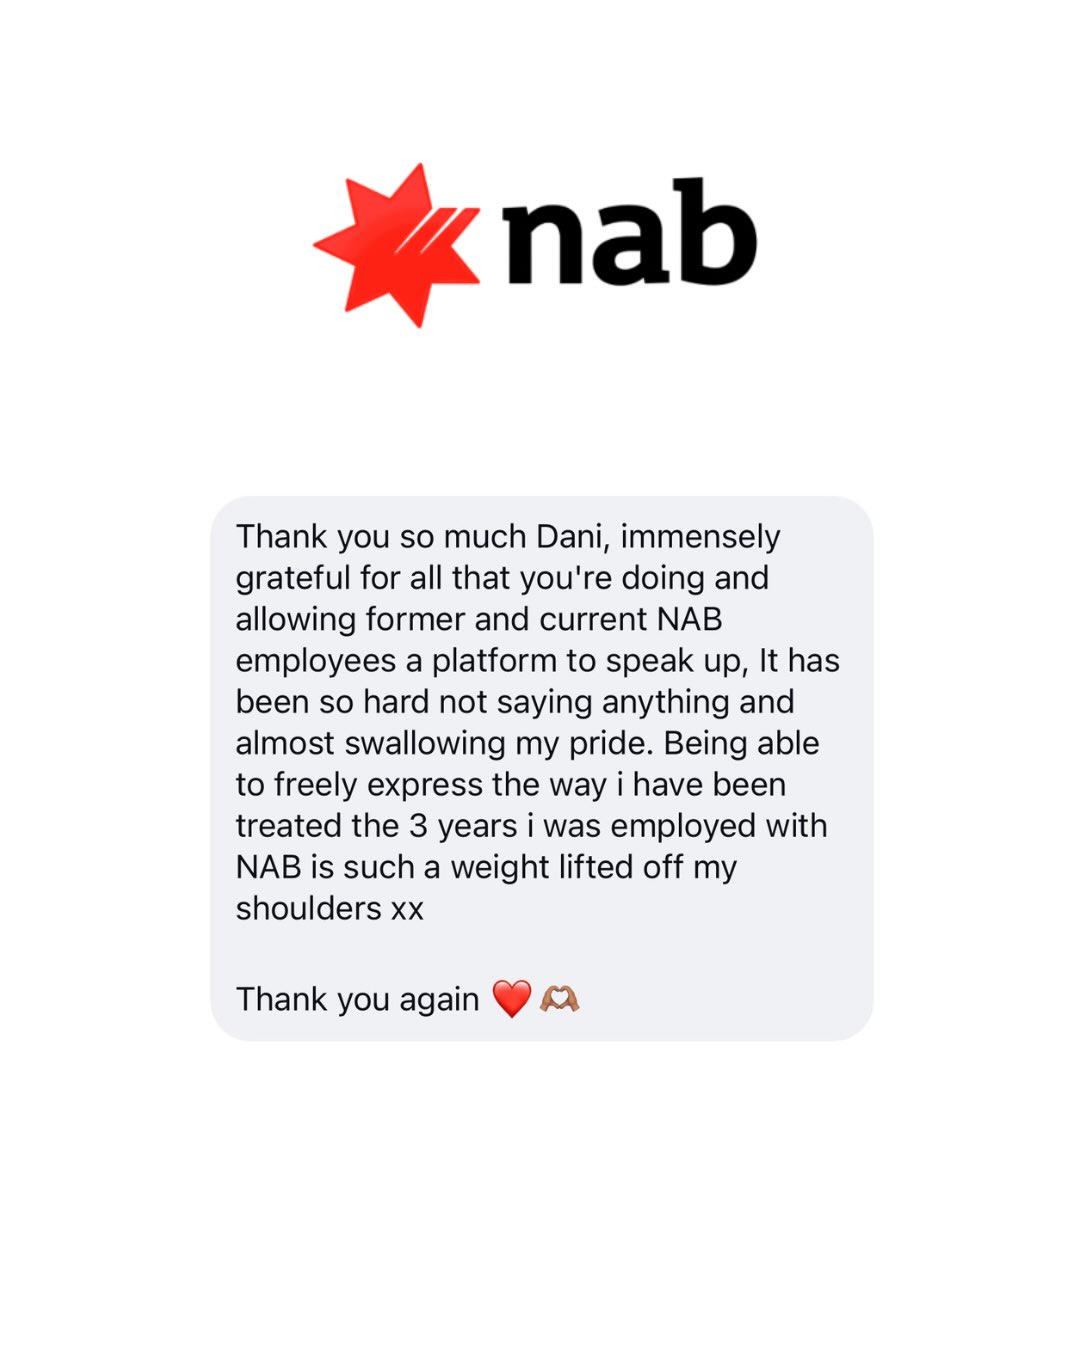 nab
Thank you so much Dani, immensely
grateful for all that you're doing and
allowing former and current NAB
employees a platform to speak up, It has
been so hard not saying anything and
almost swallowing my pride. Being able
to freely express the way i have been
treated the 3 years i was employed with
NAB is such a weight lifted off my
shoulders xx
Thank you again ❤️🫶🏽